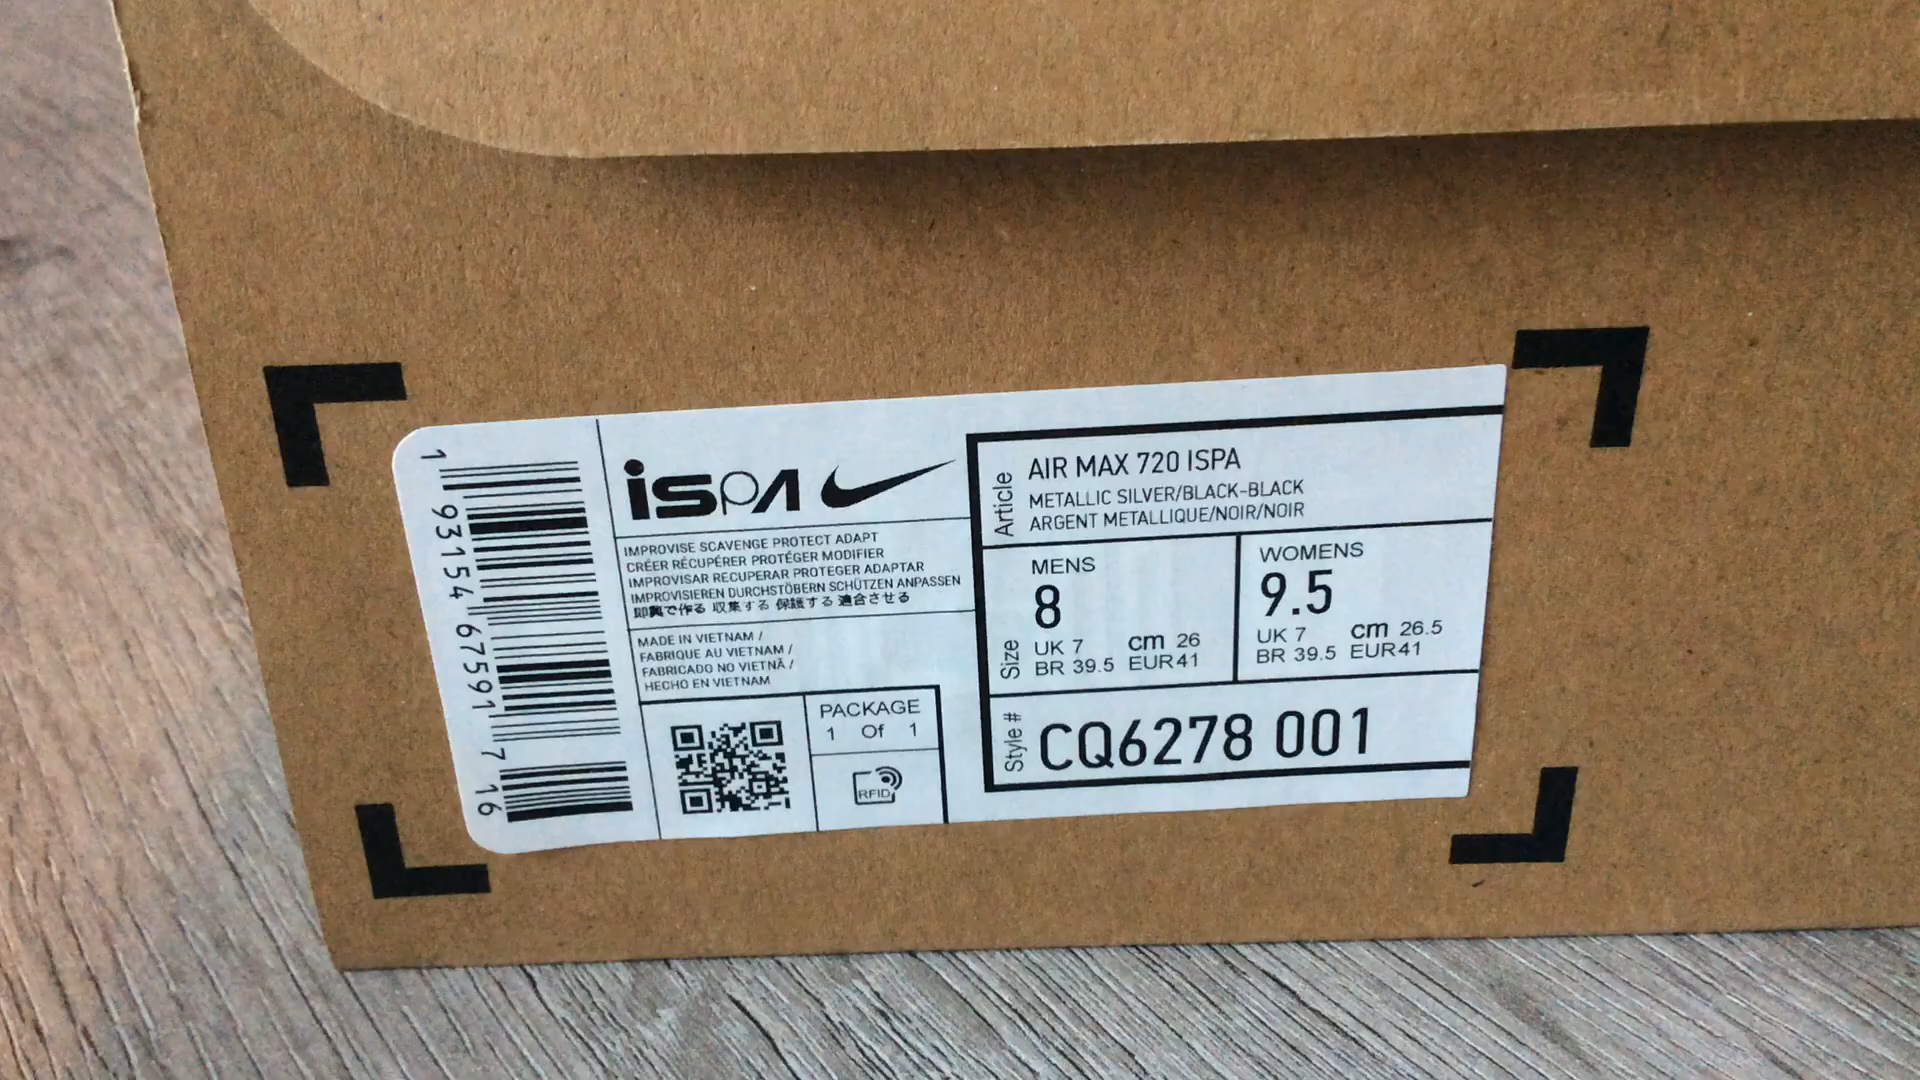 1 93154 67591 7 16
iSPA
IMPROVISE SCAVENGE PROTECT ADAPT
CRÉER RÉCUPÉRER PROTÉGER MODIFIER
IMPROVISAR RECUPERAR PROTEGER ADAPTAR
IMPROVISIEREN DURCHSTÖBERN SCHÜTZEN ANPASSEN
即興で作る 収集する 保護する 適合させる
MADE IN VIETNAM /
FABRIQUE AU VIETNAM /
FABRICADO NO VIETNÃ /
HECHO EN VIETNAM
PACKAGE
1 Of 1
RFID
Article
AIR MAX 720 ISPA
METALLIC SILVER/BLACK-BLACK
ARGENT METALLIQUE/NOIR/NOIR
Size
MENS
8
UK 7 cm 26
BR 39.5 EUR41
WOMENS
9.5
UK 7 cm 26.5
BR 39.5 EUR41
Style #
CQ6278 001